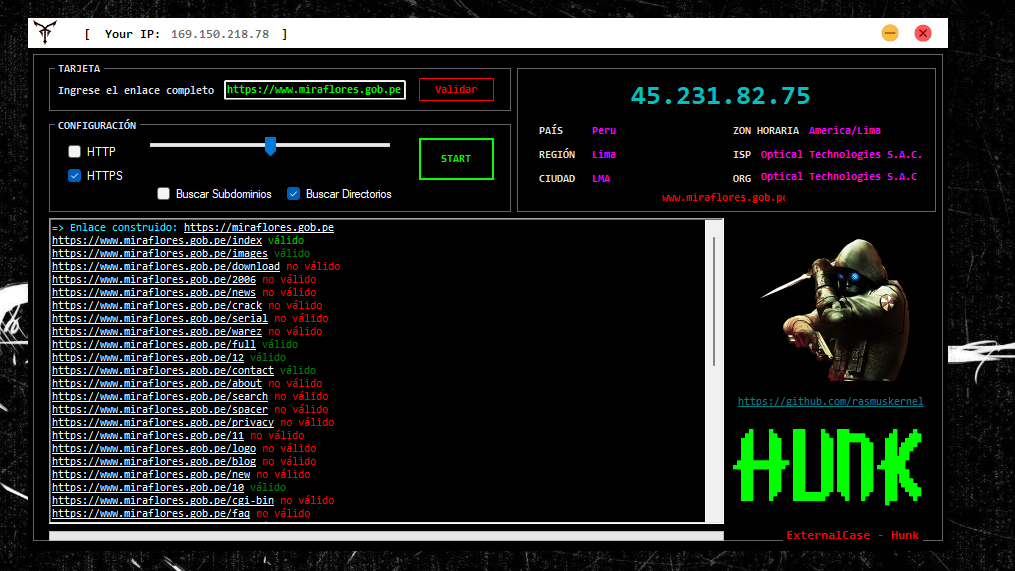 [ Your IP: 169.150.218.78 ]
TARJETA
Ingrese el enlace completo https://www.miraflores.gob.pe Validar
CONFIGURACIÓN
HTTP
HTTPS
START
Buscar Subdominios Buscar Directorios
45.231.82.75
PAÍS Peru ZON HORARIA America/Lima
REGIÓN Lima ISP Optical Technologies S.A.C.
CIUDAD LMA ORG Optical Technologies S.A.C
www.miraflores.gob.pe
=> Enlace construido: https://miraflores.gob.pe
https://www.miraflores.gob.pe/index válido
https://www.miraflores.gob.pe/images válido
https://www.miraflores.gob.pe/download no válido
https://www.miraflores.gob.pe/2006 no válido
https://www.miraflores.gob.pe/news no válido
https://www.miraflores.gob.pe/crack no válido
https://www.miraflores.gob.pe/serial no válido
https://www.miraflores.gob.pe/warez no válido
https://www.miraflores.gob.pe/full válido
https://www.miraflores.gob.pe/12 válido
https://www.miraflores.gob.pe/contact válido
https://www.miraflores.gob.pe/about no válido
https://www.miraflores.gob.pe/search no válido
https://www.miraflores.gob.pe/spacer no válido
https://www.miraflores.gob.pe/privacy no válido
https://www.miraflores.gob.pe/11 no válido
https://www.miraflores.gob.pe/logo no válido
https://www.miraflores.gob.pe/blog no válido
https://www.miraflores.gob.pe/new no válido
https://www.miraflores.gob.pe/10 válido
https://www.miraflores.gob.pe/cgi-bin no válido
https://www.miraflores.gob.pe/faq no válido
https://github.com/rasmuskernel
HUNK
ExternalCase - Hunk